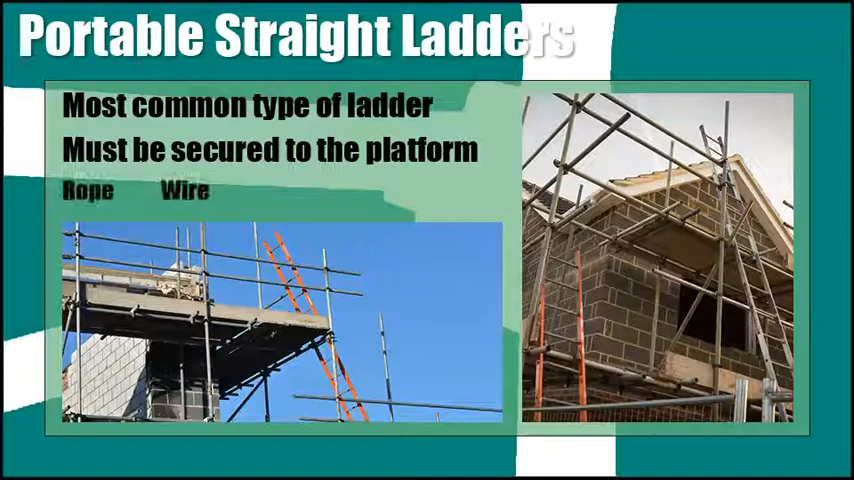 Portable Straight Ladders
Most common type of ladder
Must be secured to the platform
Rope Wire